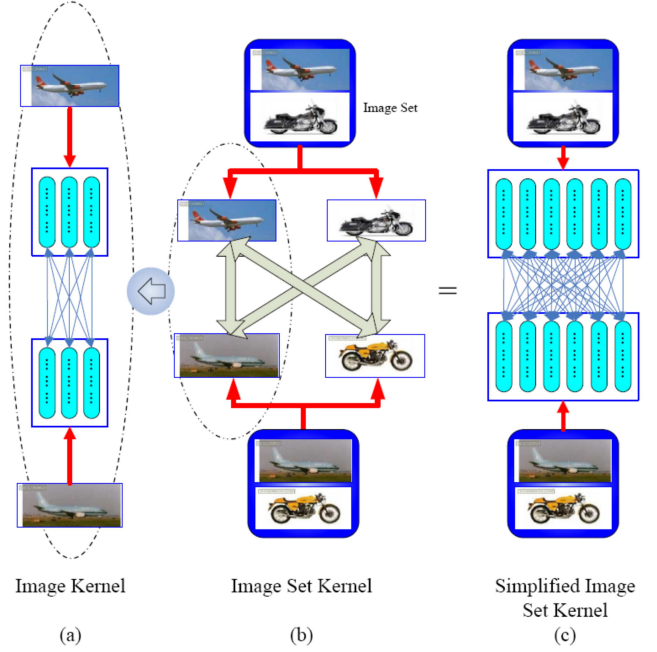 Image Set
=
Image Kernel
Image Set Kernel
Simplified Image
Set Kernel
(a)
(b)
(c)